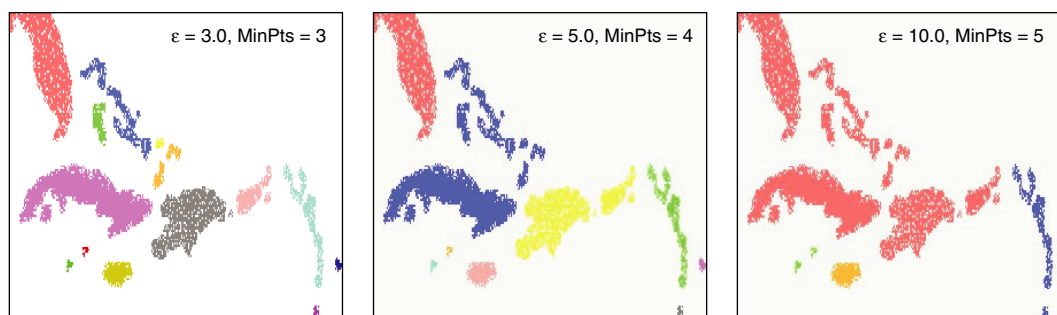 ε = 3.0, MinPts = 3
ε = 5.0, MinPts = 4
ε = 10.0, MinPts = 5